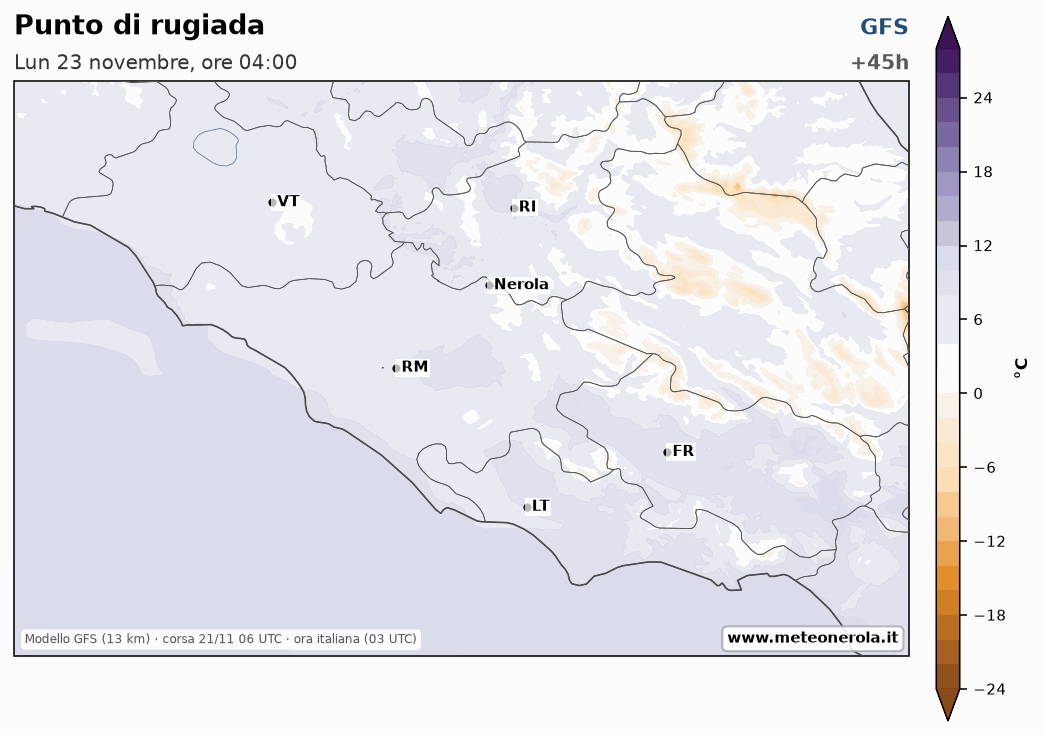 Punto di rugiada
GFS
Lun 23 novembre, ore 04:00
+45h
24
18
12
6
0
−6
−12
−18
−24
°C
VT
RI
Nerola
RM
FR
LT
Modello GFS (13 km) · corsa 21/11 06 UTC · ora italiana (03 UTC)
www.meteonerola.it